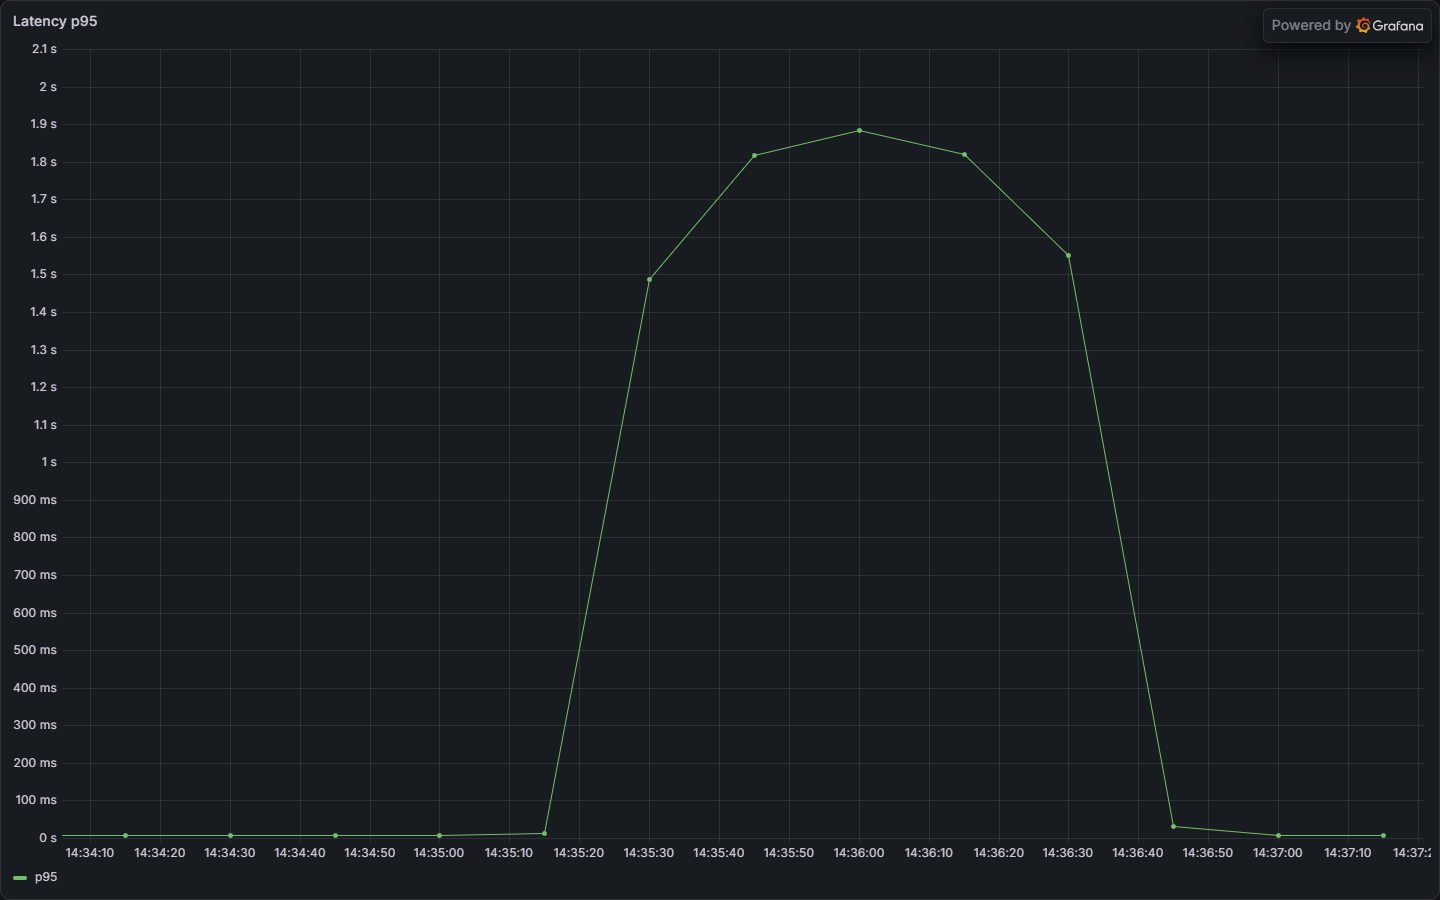 Latency p95
Powered by Grafana
2.1 s
2 s
1.9 s
1.8 s
1.7 s
1.6 s
1.5 s
1.4 s
1.3 s
1.2 s
1.1 s
1 s
900 ms
800 ms
700 ms
600 ms
500 ms
400 ms
300 ms
200 ms
100 ms
0 s
14:34:10 14:34:20 14:34:30 14:34:40 14:34:50 14:35:00 14:35:10 14:35:20 14:35:30 14:35:40 14:35:50 14:36:00 14:36:10 14:36:20 14:36:30 14:36:40 14:36:50 14:37:00 14:37:10
p95